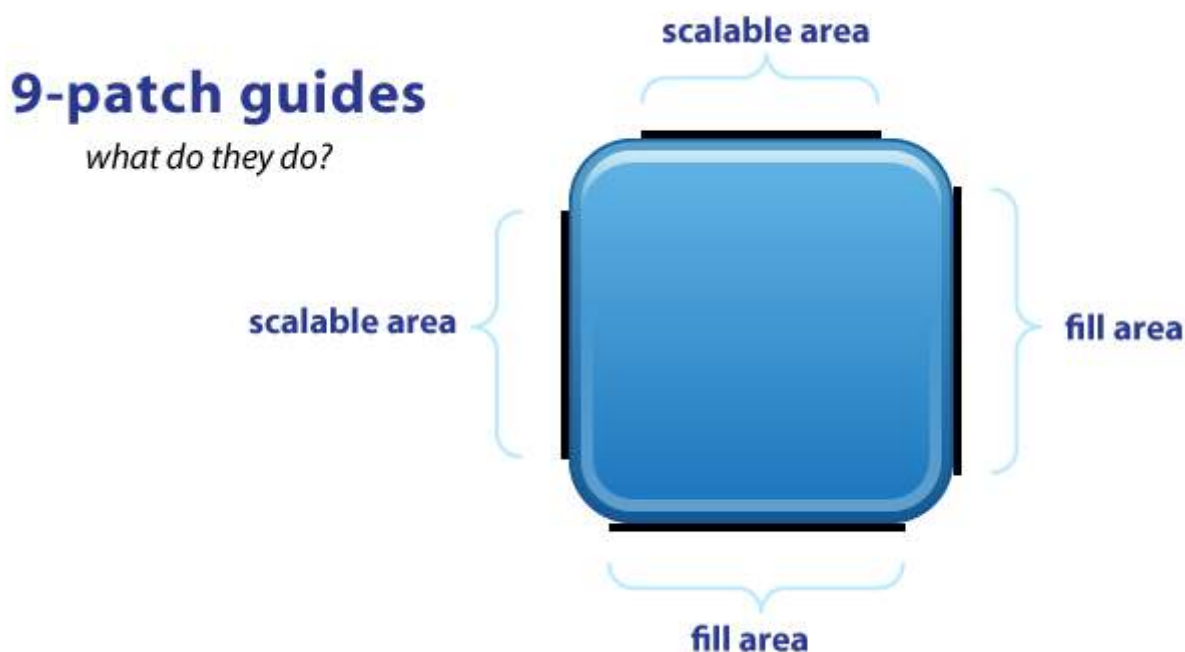 scalable area
9-patch guides
what do they do?
scalable area
fill area
fill area